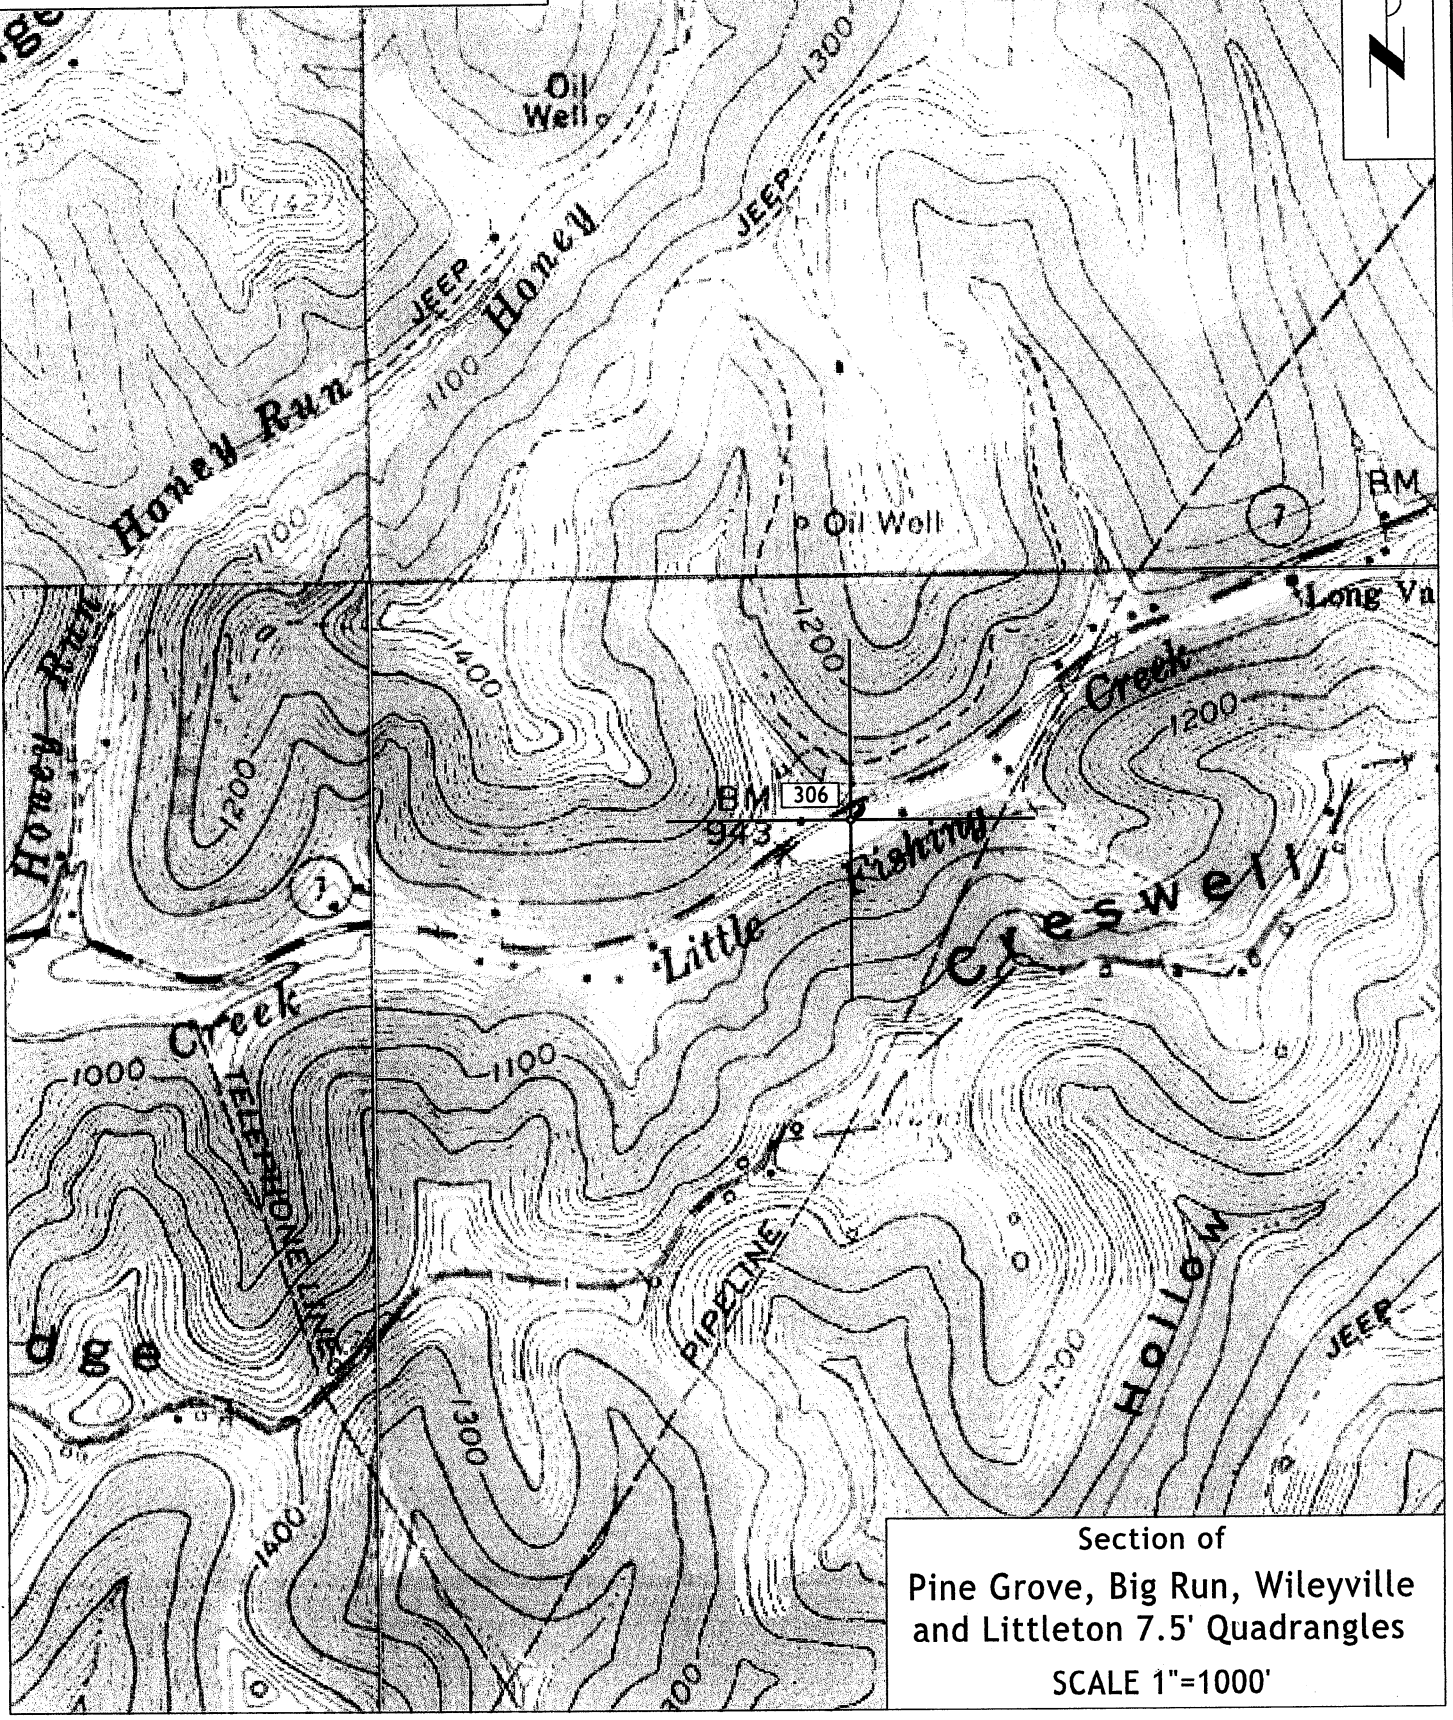 ge
1300
Oil
Well
N
JEEP
Honey
JEEP
1100
Honey Run
1100
Oil Well
7
BM
Long Va
1200
1400
Honey Run
Creek
1200
1200
BM
943
306
Fishing
Creswell
7
Little
Creek
1000
TELEPHONE LINE
1100
PIPELINE
Hollow
JEEP
1200
dge
1300
1400
300
Section of
Pine Grove, Big Run, Wileyville
and Littleton 7.5' Quadrangles
SCALE 1"=1000'